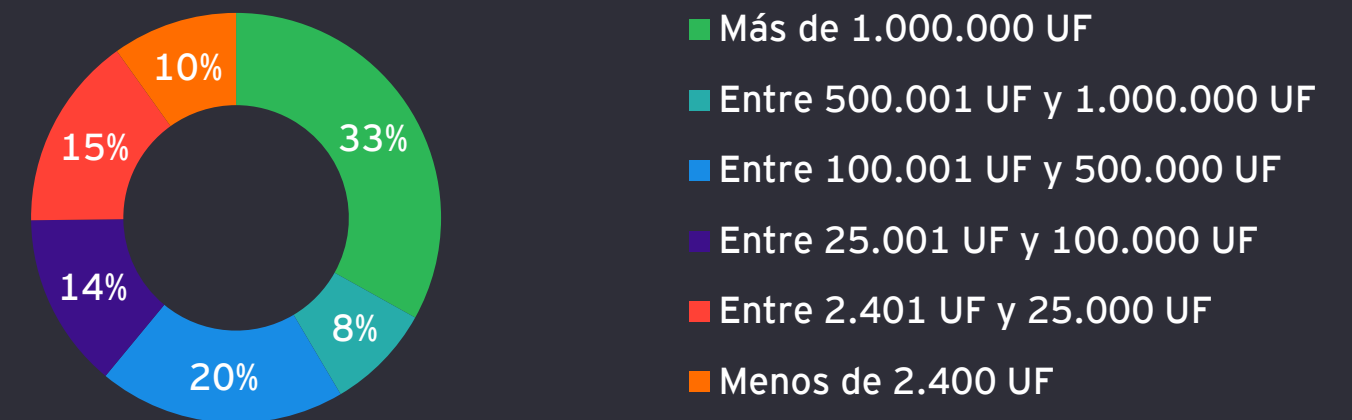 33%
8%
20%
14%
15%
10%
Más de 1.000.000 UF
Entre 500.001 UF y 1.000.000 UF
Entre 100.001 UF y 500.000 UF
Entre 25.001 UF y 100.000 UF
Entre 2.401 UF y 25.000 UF
Menos de 2.400 UF